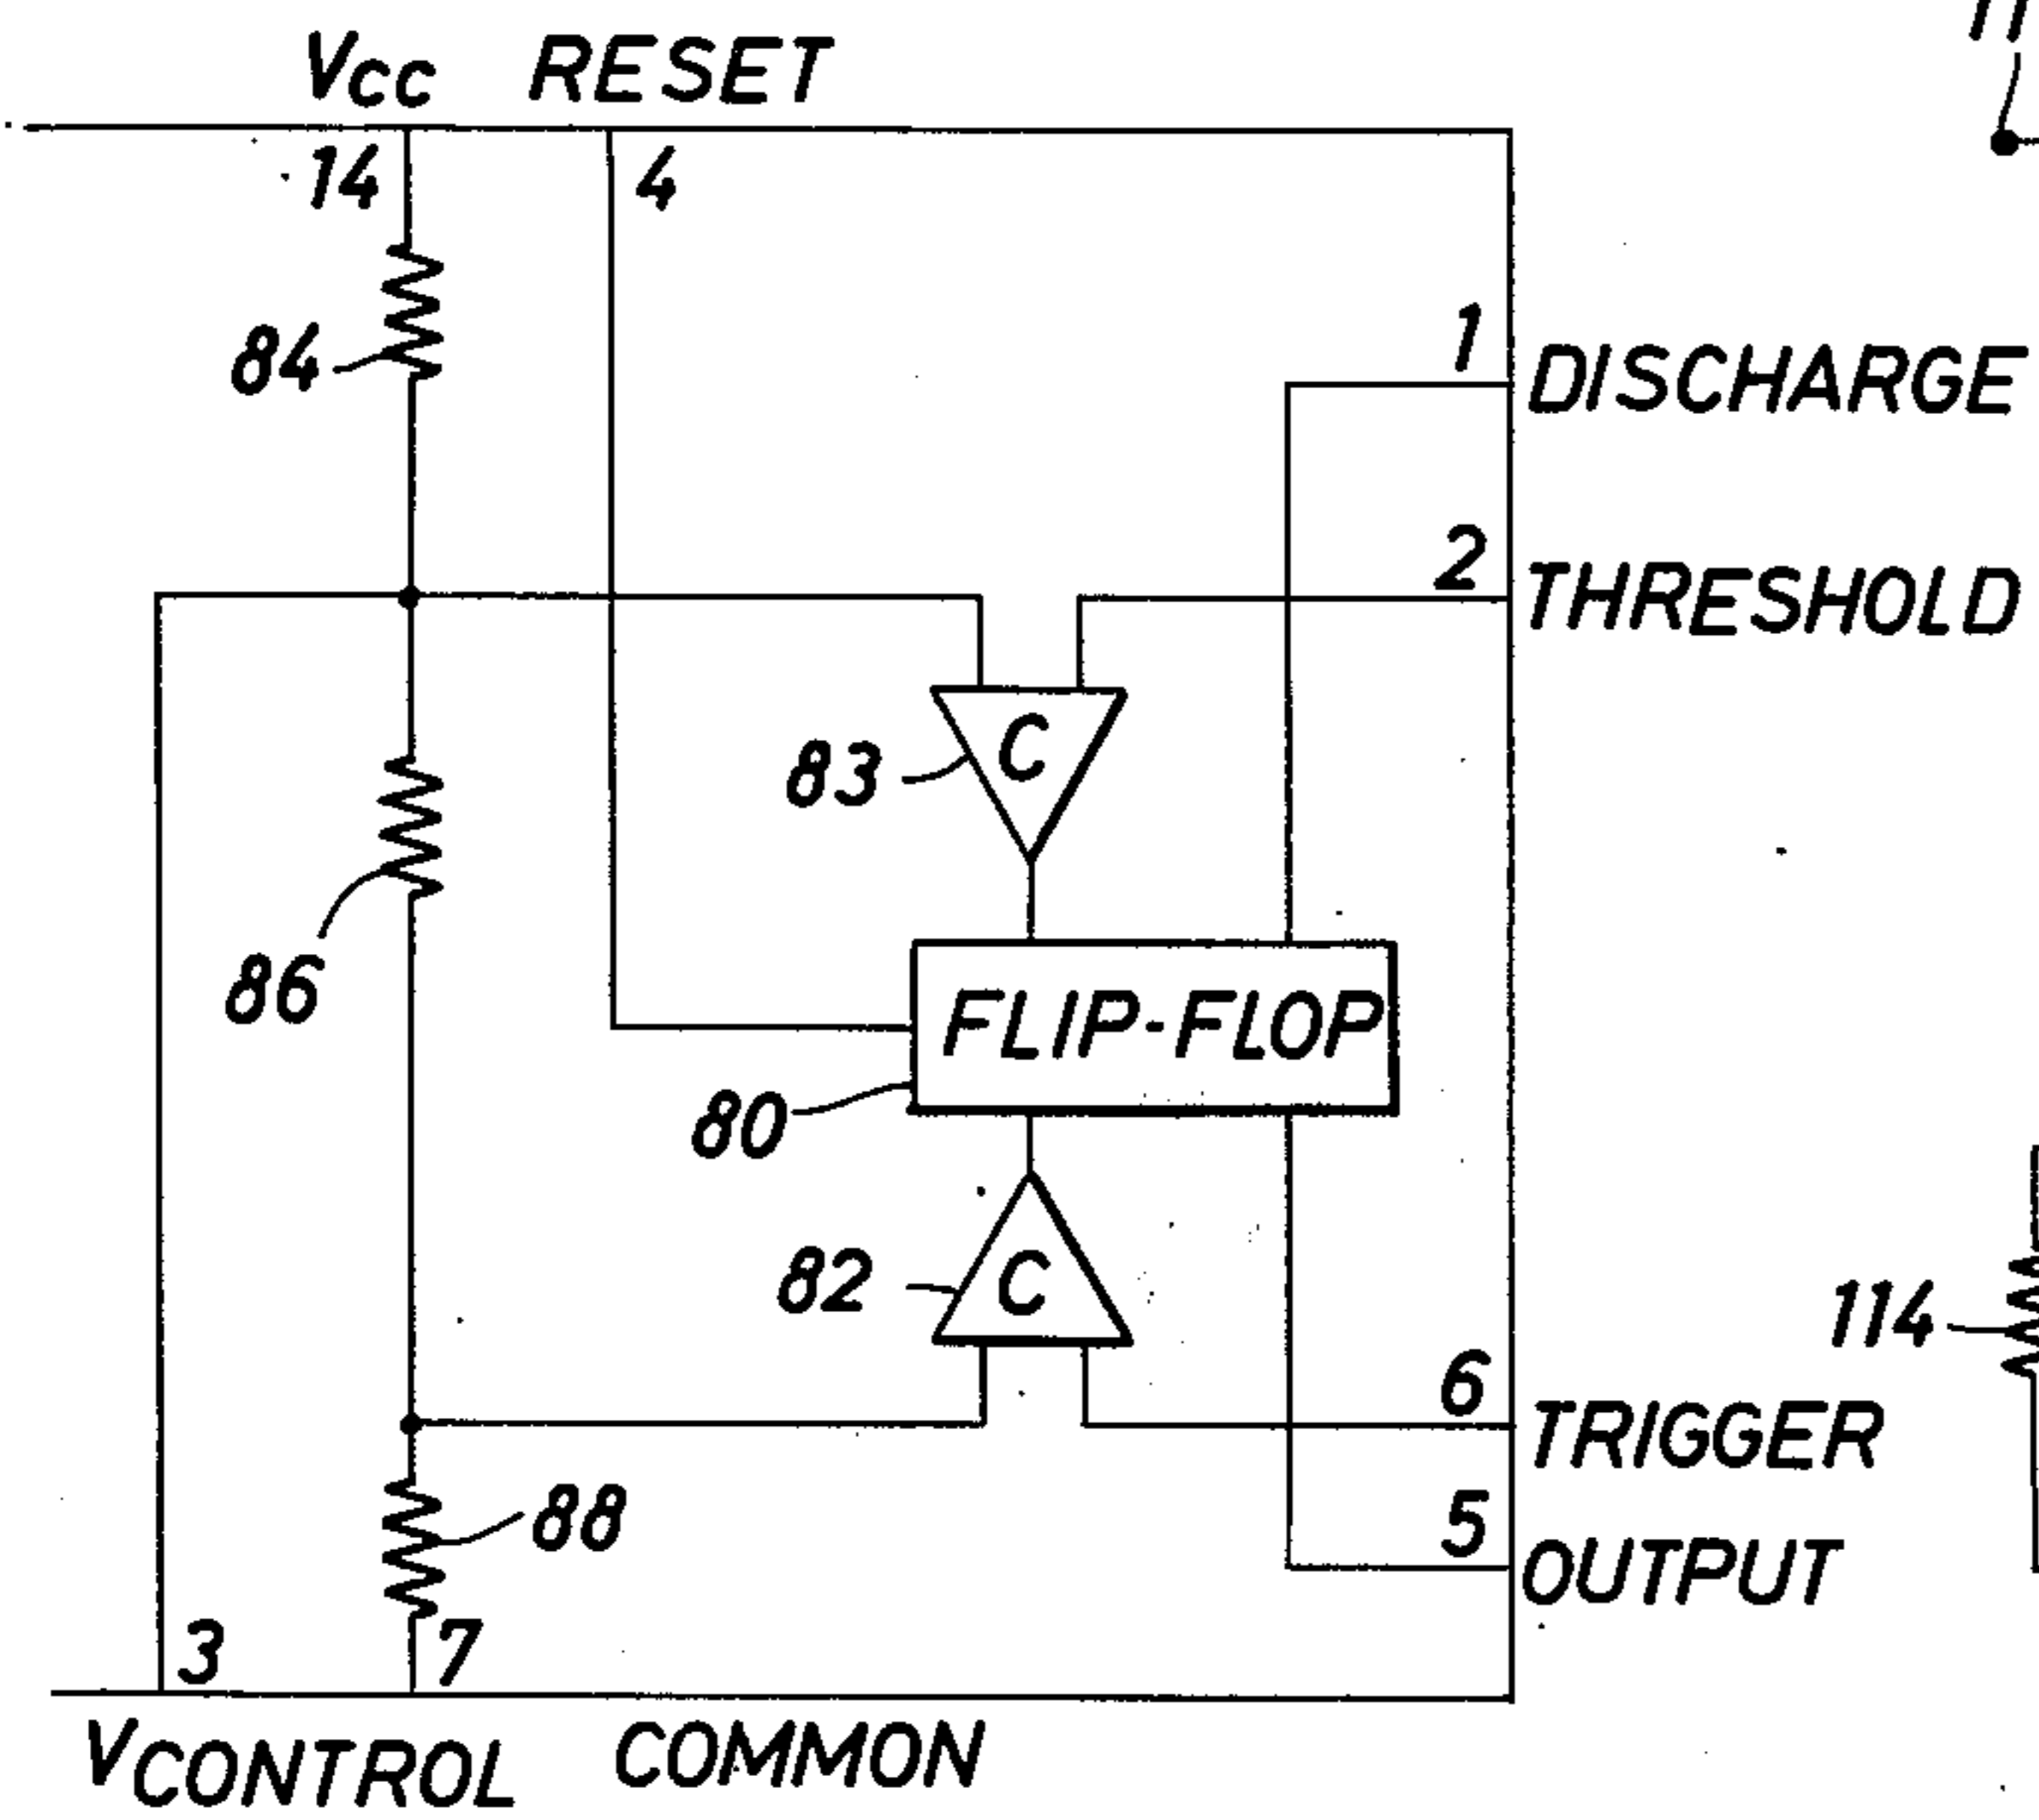 VCC RESET
14 4
84
1
DISCHARGE
2
THRESHOLD
C
83
86
FLIP-FLOP
80
82
C
114
6
TRIGGER
88
5
OUTPUT
3 7
VCONTROL COMMON